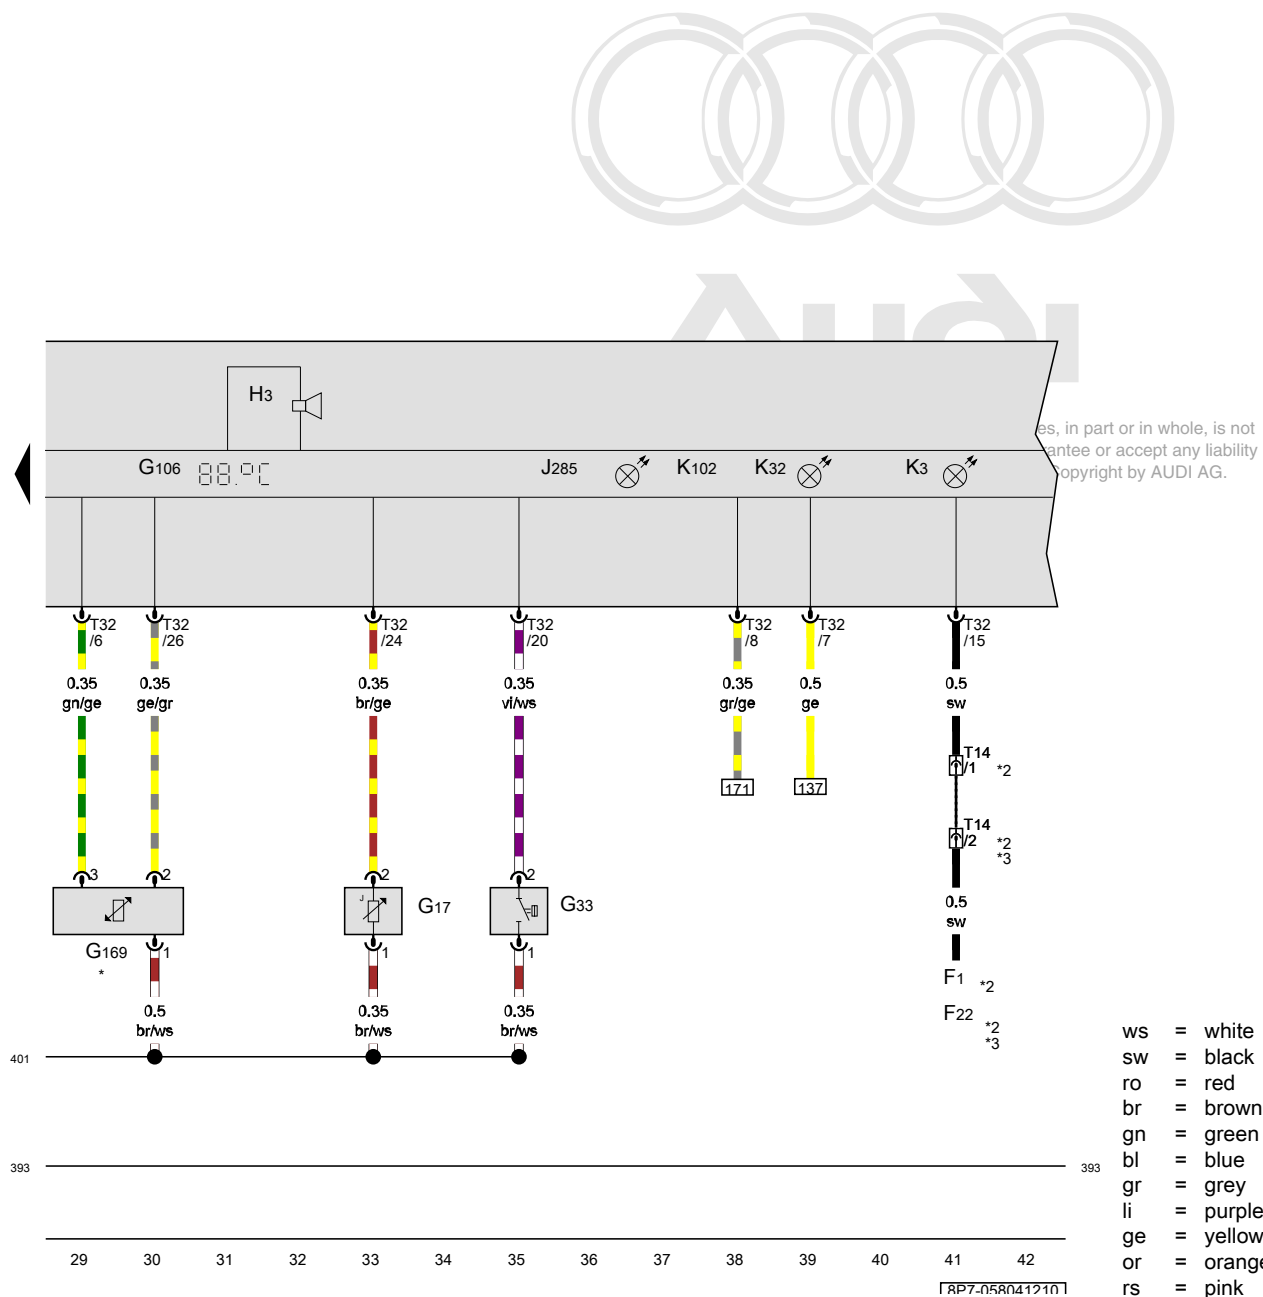 Audi
es, in part or in whole, is not
rantee or accept any liability
Copyright by AUDI AG.
H3
G106 88.°C J285 K102 K32 K3
T32 T32 T32 T32 T32 T32 T32
/6 /26 /24 /20 /8 /7 /15
0.35 0.35 0.35 0.35 0.35 0.5 0.5
gn/ge ge/gr br/ge vi/ws gr/ge ge sw
T14
/1 *2
171 137
T14
/2 *2
*3
3 2 2 2
J G17 G33
0.5
sw
G169 1 1 1
*
F1 *2
0.5 0.35 0.35
br/ws br/ws br/ws
F22 *2
*3
401
393 393
29 30 31 32 33 34 35 36 37 38 39 40 41 42
8P7-058041210
ws = white
sw = black
ro = red
br = brown
gn = green
bl = blue
gr = grey
li = purple
ge = yellow
or = orange
rs = pink